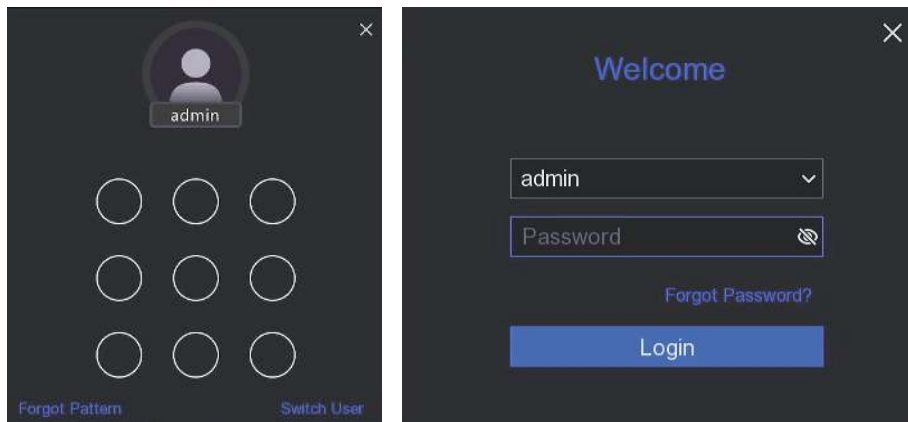 admin
Forgot Pattern
Switch User
Welcome
admin
Password
Forgot Password?
Login